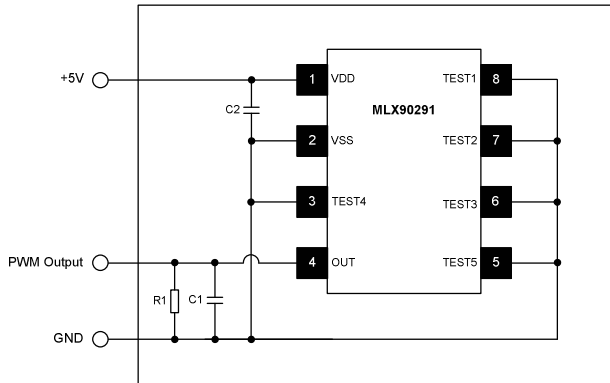 +5V
1 VDD
TEST1 8
MLX90291
C2
2 VSS
TEST2 7
3 TEST4
TEST3 6
PWM Output
4 OUT
TEST5 5
R1
C1
GND